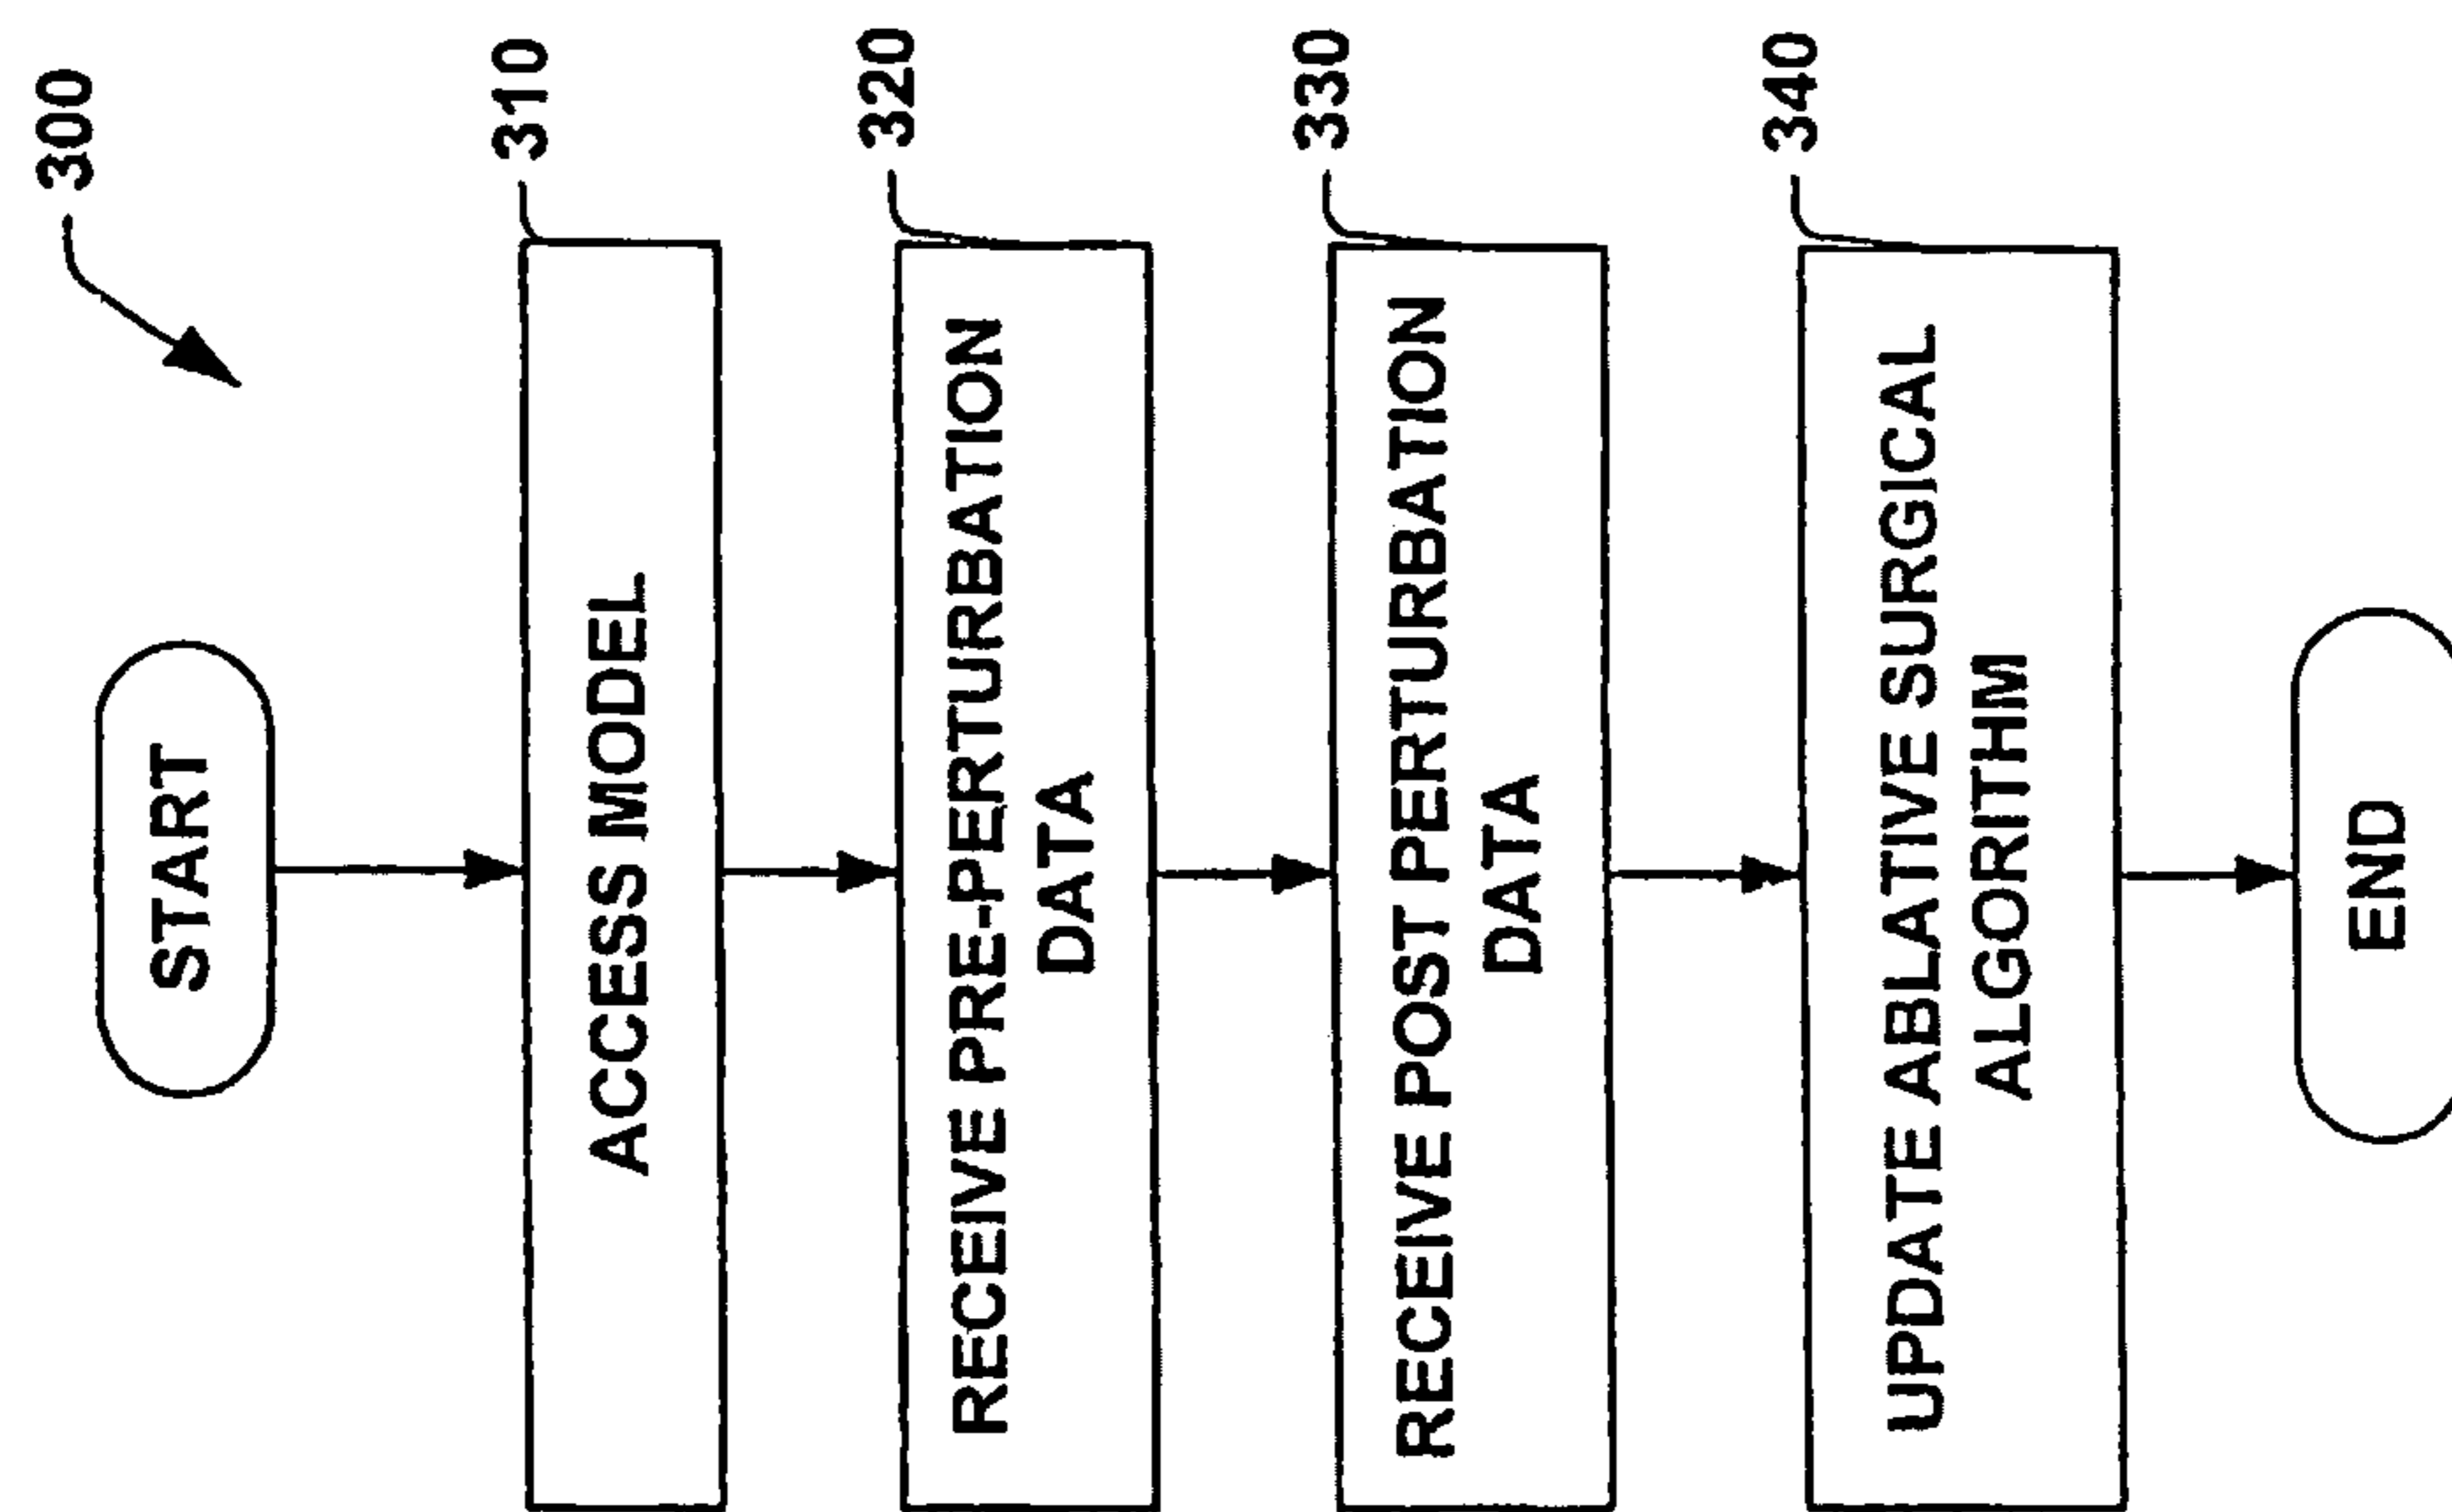 300
START
310
ACCESS MODEL
320
RECEIVE PRE-PERTURBATION
DATA
330
RECEIVE POST PERTURBATION
DATA
340
UPDATE ABLATIVE SURGICAL
ALGORITHM
END